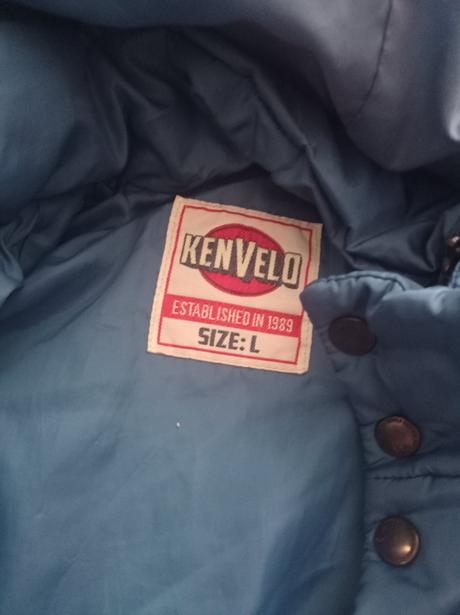 KENVELO
ESTABLISHED IN 1989
SIZE: L